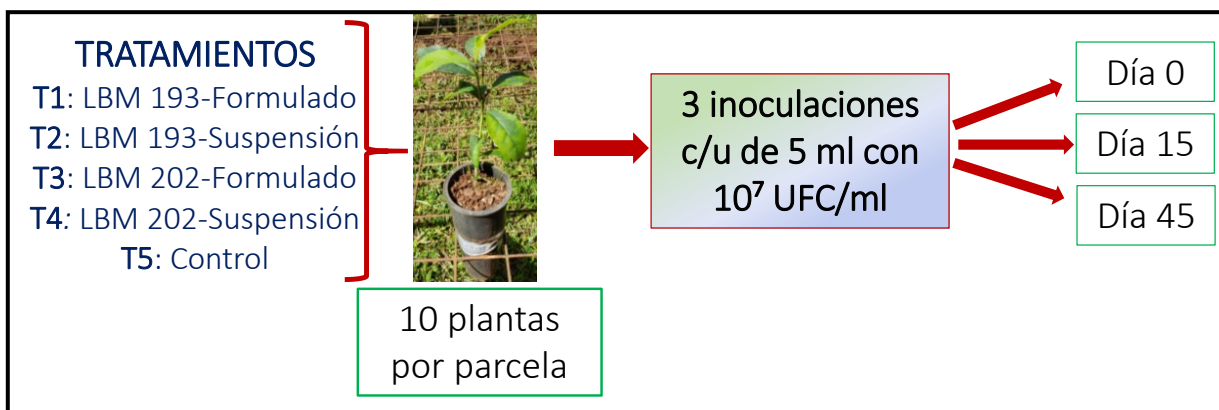 TRATAMIENTOS
T1: LBM 193-Formulado
T2: LBM 193-Suspensión
T3: LBM 202-Formulado
T4: LBM 202-Suspensión
T5: Control
10 plantas
por parcela
3 inoculaciones
c/u de 5 ml con
10⁷ UFC/ml
Día 0
Día 15
Día 45